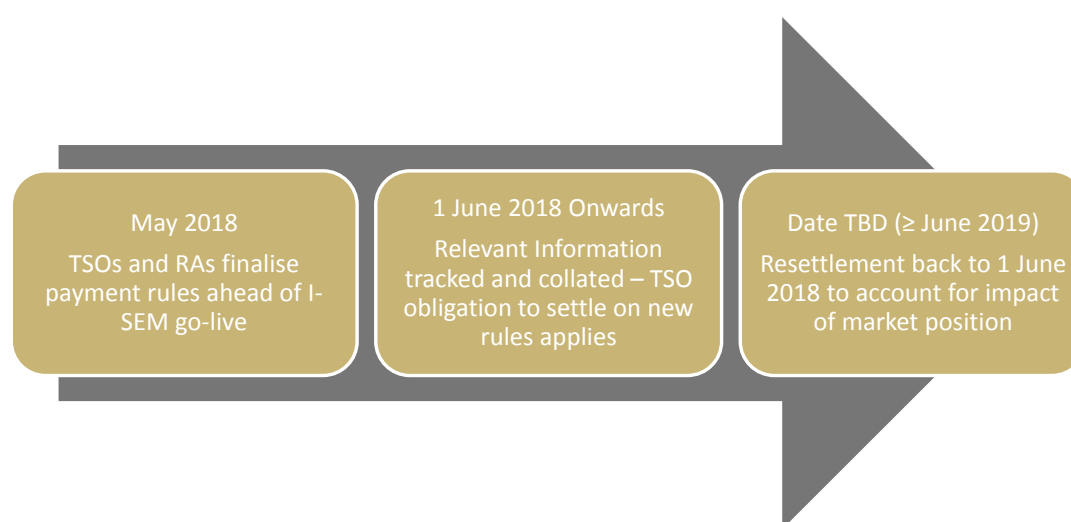 May 2018
TSOs and RAs finalise
payment rules ahead of I-
SEM go-live
1 June 2018 Onwards
Relevant Information
tracked and collated – TSO
obligation to settle on new
rules applies
Date TBD (≥ June 2019)
Resettlement back to 1 June
2018 to account for impact
of market position